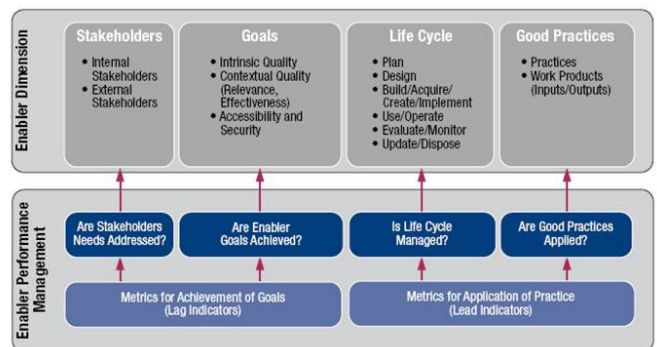 Enabler Dimension
Stakeholders
• Internal
Stakeholders
• External
Stakeholders
Goals
• Intrinsic Quality
• Contextual Quality
(Relevance,
Effectiveness)
• Accessibility and
Security
Life Cycle
• Plan
• Design
• Build/Acquire/
Create/Implement
• Use/Operate
• Evaluate/Monitor
• Update/Dispose
Good Practices
• Practices
• Work Products
(Inputs/Outputs)
Enabler Performance
Management
Are Stakeholders
Needs Addressed?
Are Enabler
Goals Achieved?
Is Life Cycle
Managed?
Are Good Practices
Applied?
Metrics for Achievement of Goals
(Lag Indicators)
Metrics for Application of Practice
(Lead Indicators)